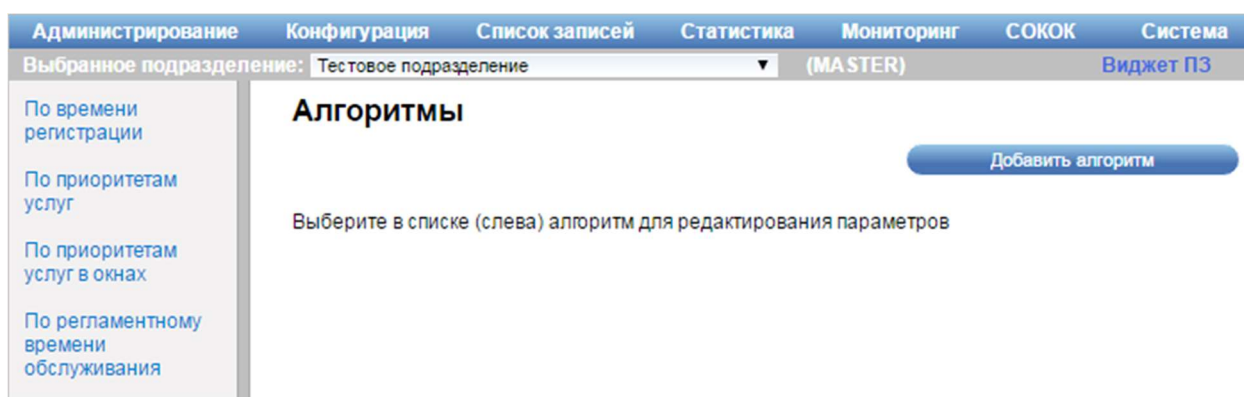 Администрирование Конфигурация Список записей Статистика Мониторинг СОКОК Система
Выбранное подразделение: Тестовое подразделение (MASTER) Виджет ПЗ
По времени
регистрации
По приоритетам
услуг
По приоритетам
услуг в окнах
По регламентному
времени
обслуживания
Алгоритмы
Добавить алгоритм
Выберите в списке (слева) алгоритм для редактирования параметров